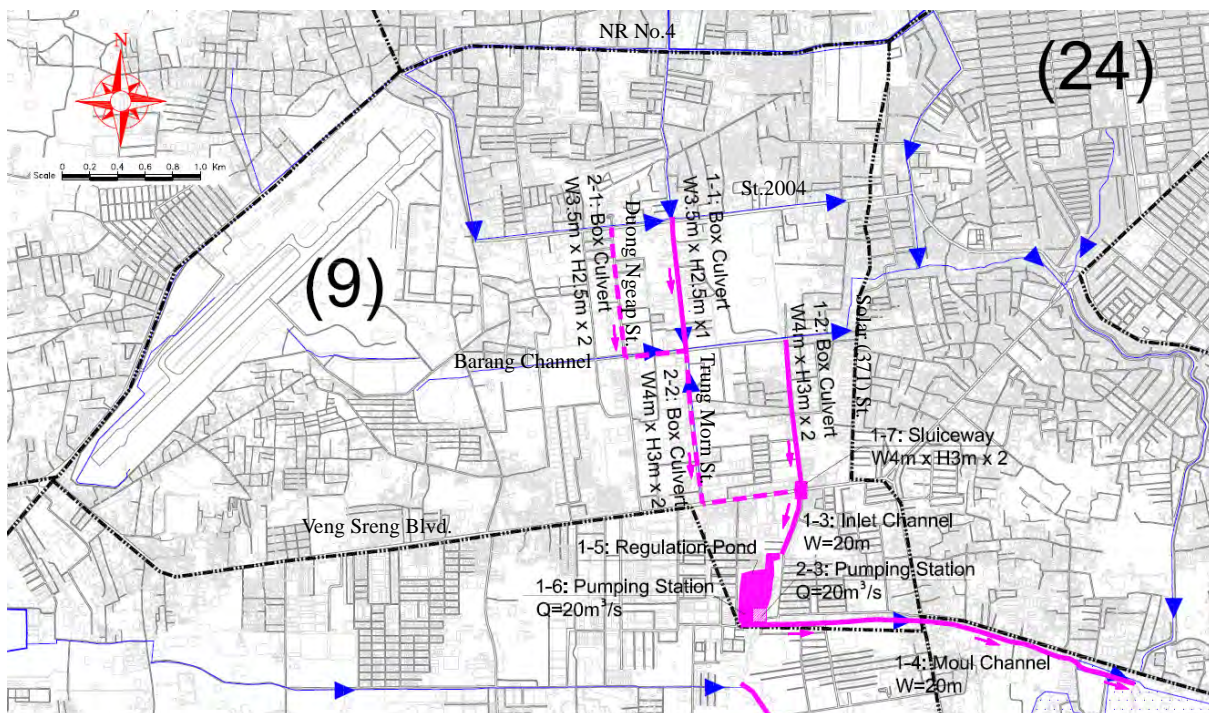 NR No.4
N
(24)
0 0.2 0.4 0.6 0.8 1.0 Km
Scale
St.2004
2-1: Box Culvert
W3.5m x H2.5m x 2
Duong Ngeap St.
1-1; Box Culvert
W3.5m x H2.5m x1
(9)
Barang Channel
1-2: Box Culvert
W4m x H3m x 2
Solar (371) St.
Trung Morn St.
2-2: Box Culvert
W4m x H3m x 2
1-7: Sluiceway
W4m x H3m x 2
Veng Sreng Blvd.
1-3: Inlet Channel
W=20m
1-5: Regulation Pond
2-3: Pumping Station
Q=20m³/s
1-6: Pumping Station
Q=20m³/s
1-4: Moul Channel
W=20m